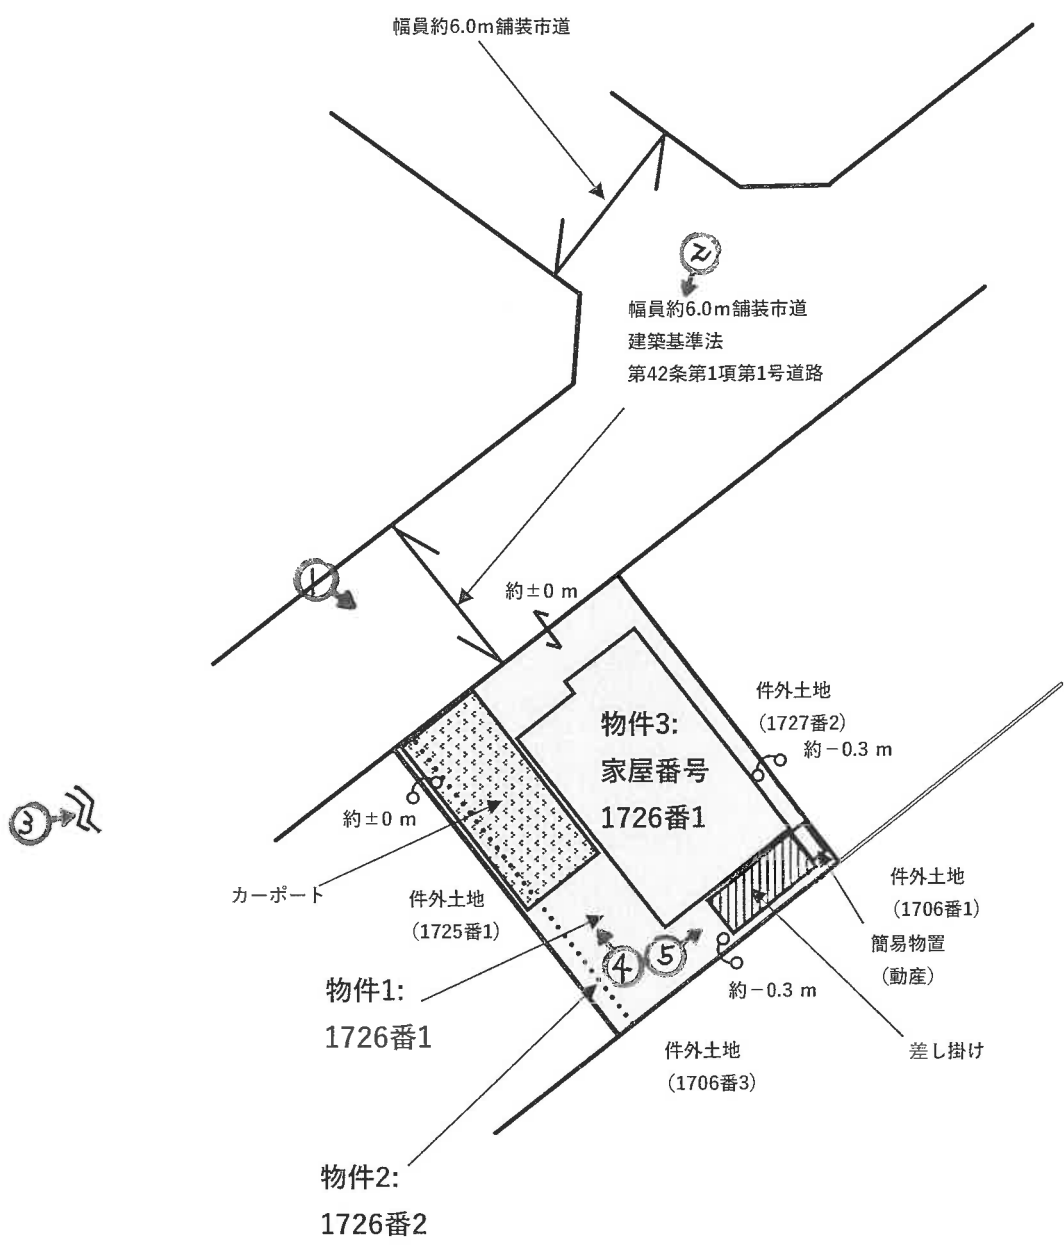 幅員約6.0m舗装市道
2
幅員約6.0m舗装市道
建築基準法
第42条第1項第1号道路
1
約±0 m
件外土地
(1727番2)
約−0.3 m
物件3:
家屋番号
1726番1
3
約±0 m
カーポート
件外土地
(1725番1)
件外土地
(1706番1)
簡易物置
(動産)
4
5
物件1:
1726番1
約−0.3 m
差し掛け
件外土地
(1706番3)
物件2:
1726番2